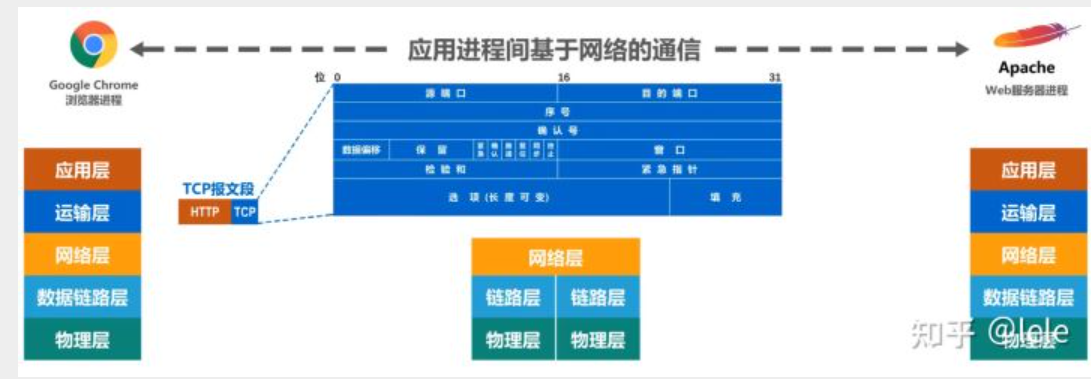 应用进程间基于网络的通信
Google Chrome
浏览器进程
Apache
Web服务器进程
位 0 16 31
源端口 目的端口
序号
确认号
数据偏移 保留 紧急 确认 推送 复位 同步 终止 窗口
检验和 紧急指针
选项(长度可变) 填充
TCP报文段
HTTP TCP
应用层
运输层
网络层
数据链路层
物理层
网络层
链路层 链路层
物理层 物理层
应用层
运输层
网络层
数据链路层
物理层
知乎 @lele